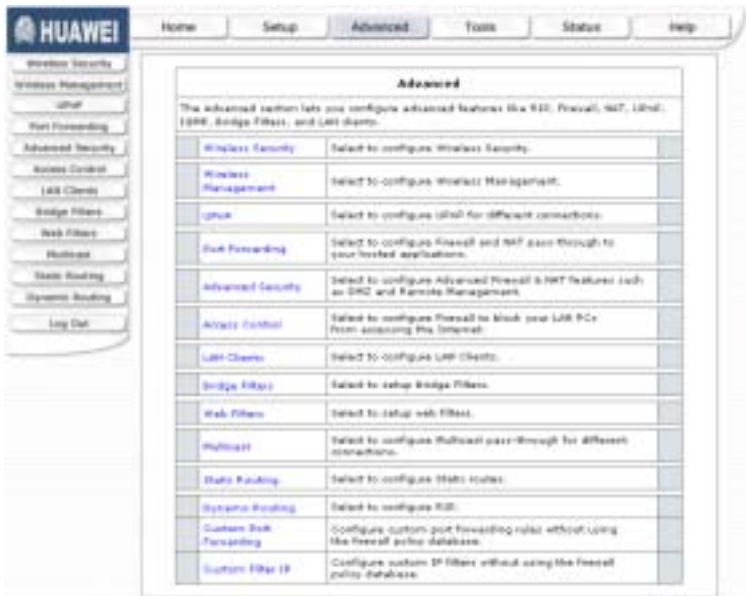 HUAWEI
Home
Setup
Advanced
Tools
Status
Help
Wireless Security
Wireless Management
UPnP
Port Forwarding
Advanced Security
Access Control
LAN Clients
Bridge Filters
Web Filters
Multicast
Static Routing
Dynamic Routing
Log Out
Advanced
The Advanced section lets you configure advanced features like RIP, Firewall, NAT, UPnP,
IGMP, Bridge Filters, and LAN clients.
Wireless Security
Select to configure Wireless Security.
Wireless
Management
Select to configure Wireless Management.
UPnP
Select to configure UPnP for different connections.
Port Forwarding
Select to configure Firewall and NAT pass-through to
your hosted applications.
Advanced Security
Select to configure Advanced Firewall & NAT features such
as DMZ and Remote Management.
Access Control
Select to configure Firewall to block your LAN PCs
from accessing the Internet.
LAN Clients
Select to configure LAN Clients.
Bridge Filters
Select to setup Bridge Filters.
Web Filters
Select to setup web filters.
Multicast
Select to configure Multicast pass-through for different
connections.
Static Routing
Select to configure Static routes.
Dynamic Routing
Select to configure RIP.
Custom Port
Forwarding
Configure custom port forwarding rules without using
the firewall policy database.
Custom Filter IP
Configure custom IP filters without using the firewall
policy database.